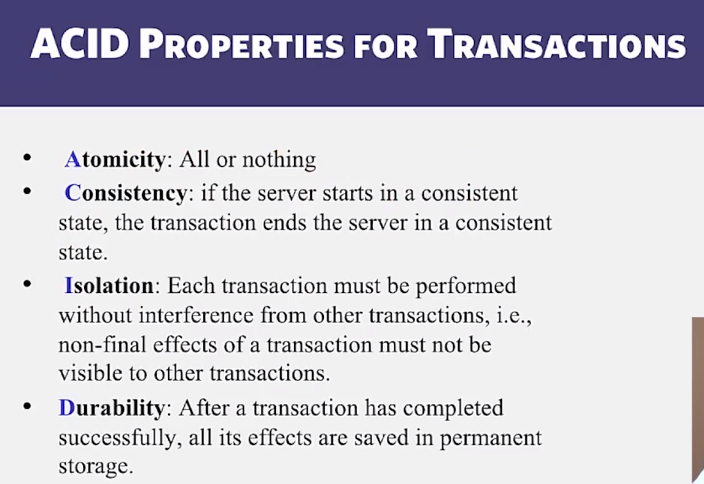 ACID PROPERTIES FOR TRANSACTIONS
• Atomicity: All or nothing
• Consistency: if the server starts in a consistent
state, the transaction ends the server in a consistent
state.
• Isolation: Each transaction must be performed
without interference from other transactions, i.e.,
non-final effects of a transaction must not be
visible to other transactions.
• Durability: After a transaction has completed
successfully, all its effects are saved in permanent
storage.